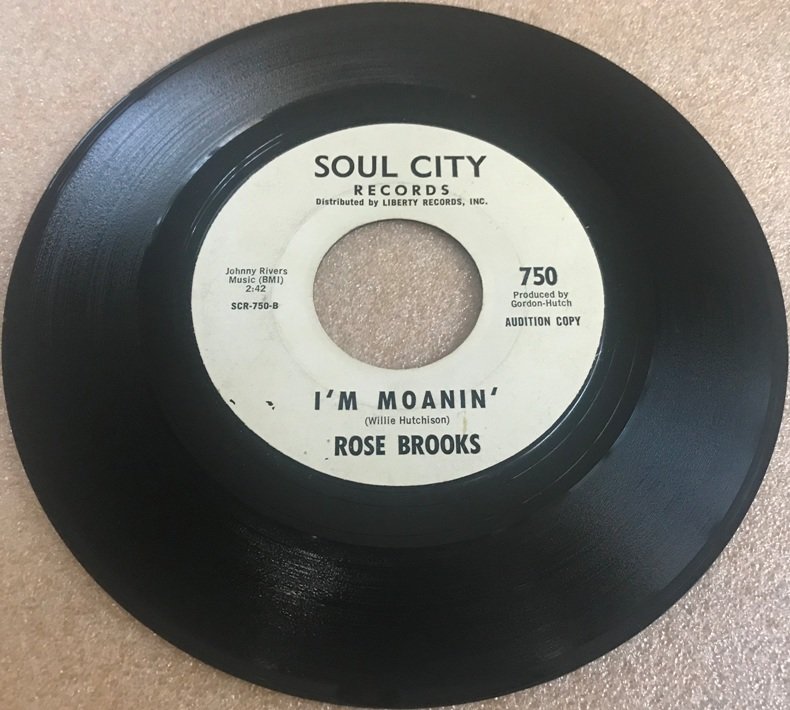 SOUL CITY
RECORDS
Distributed by LIBERTY RECORDS, INC.
Johnny Rivers
Music (BMI)
2:42
SCR-750-B
750
Produced by
Gordon-Hutch
AUDITION COPY
I'M MOANIN'
(Willie Hutchison)
ROSE BROOKS